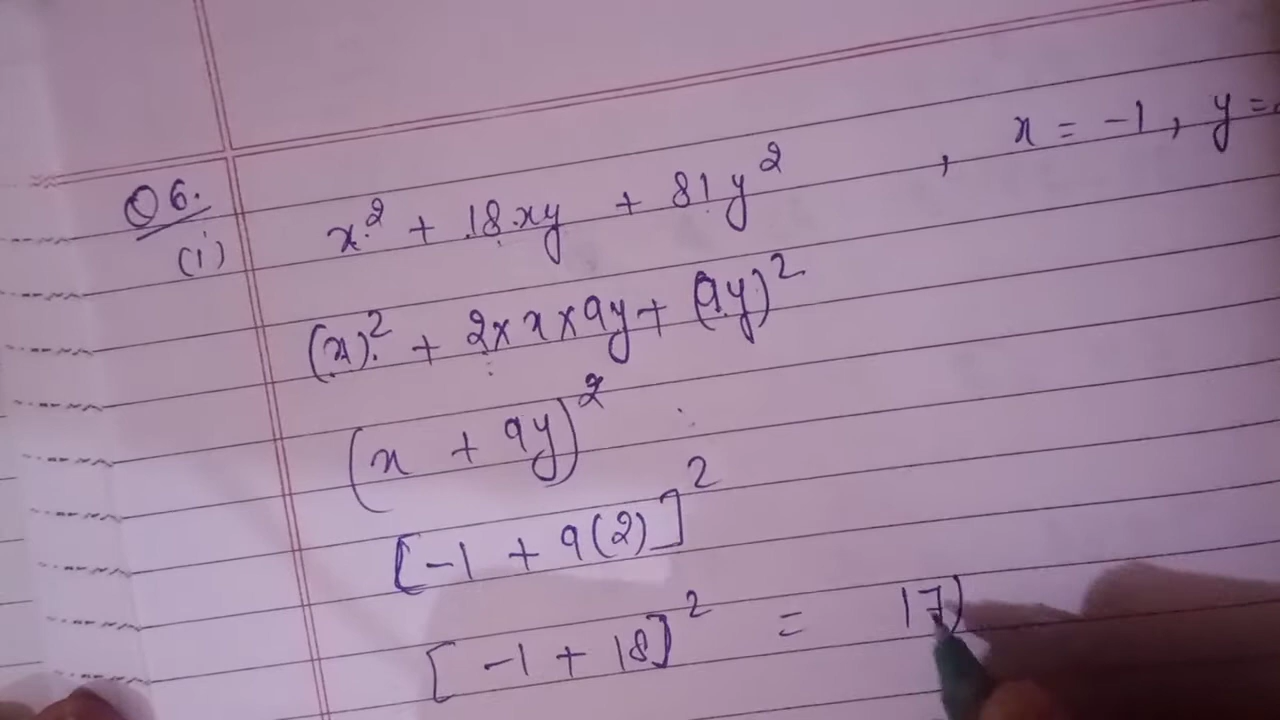 Q6.
(i) x² + 18xy + 81y² , x = -1, y =
(x)² + 2×x×9y + (9y)²
(x + 9y)²
[-1 + 9(2)]²
[-1 + 18]² = 17)